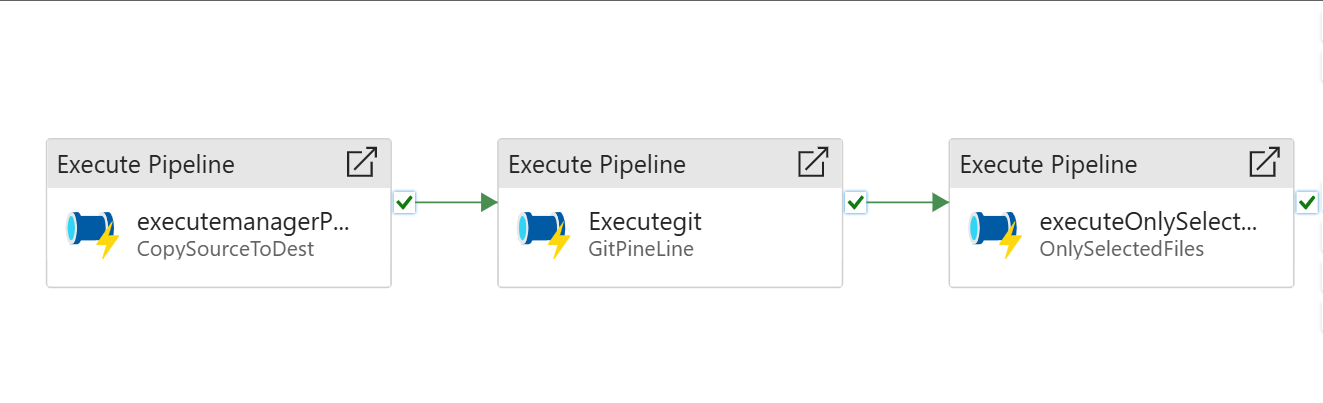 Execute Pipeline
executemanagerP...
CopySourceToDest
Execute Pipeline
Executegit
GitPineLine
Execute Pipeline
executeOnlySelect...
OnlySelectedFiles